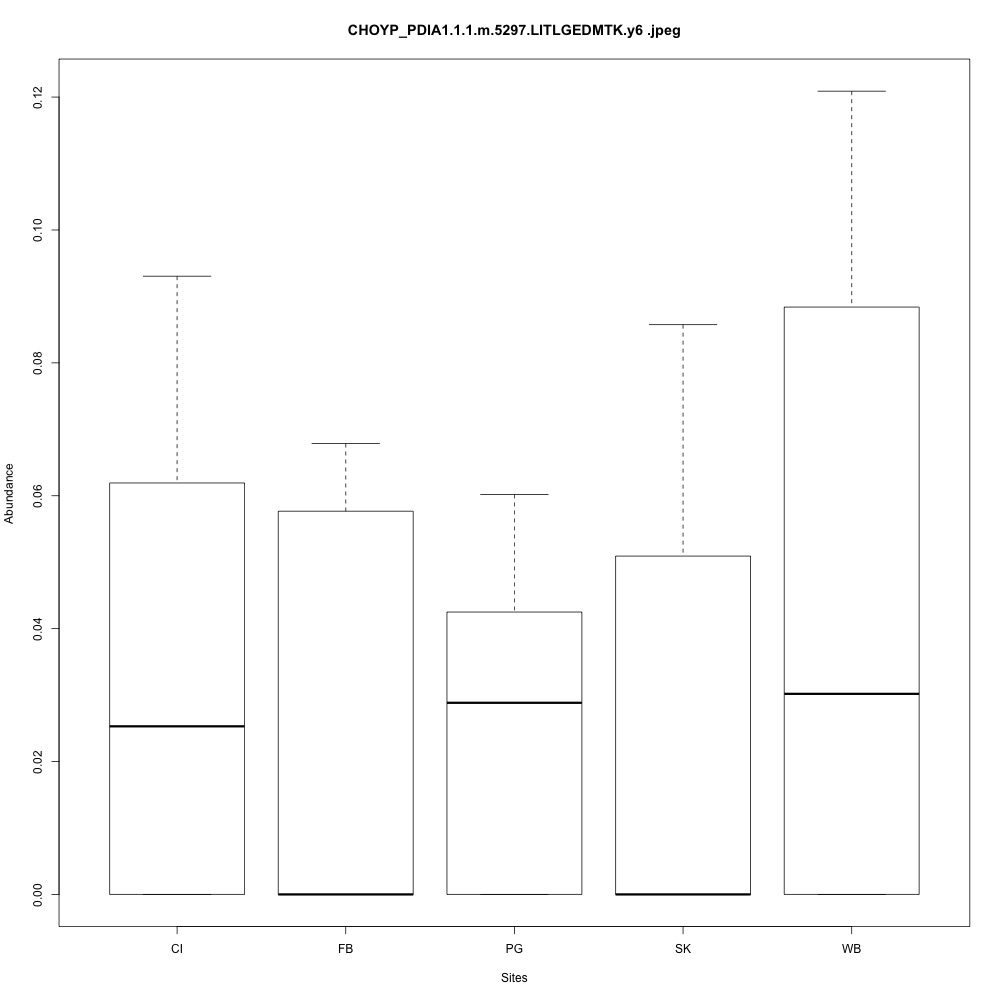 CHOYP_PDIA1.1.1.m.5297.LITLGEDMTK.y6 .jpeg
0.12
0.10
0.08
0.06
0.04
0.02
0.00
Abundance
CI FB PG SK WB
Sites